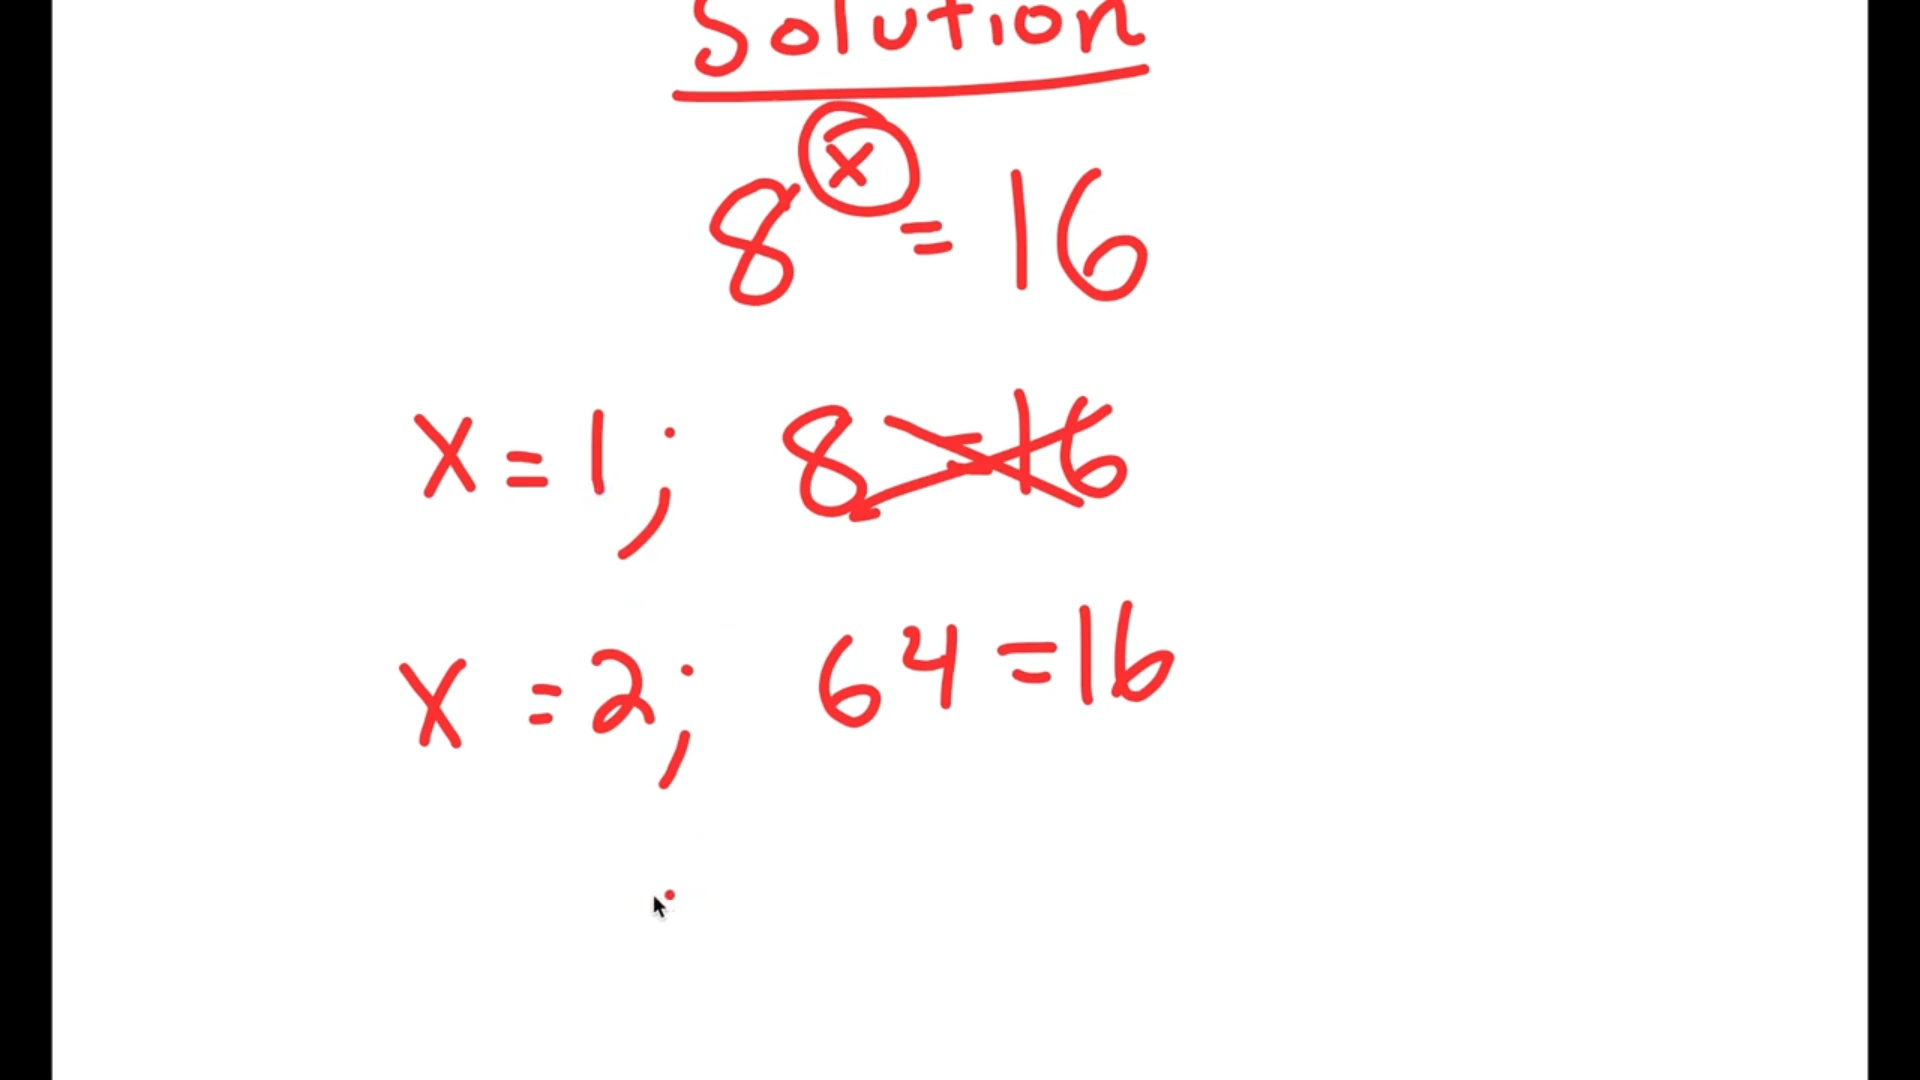 Solution
8^x = 16
x = 1; 8 = 16
x = 2; 64 = 16